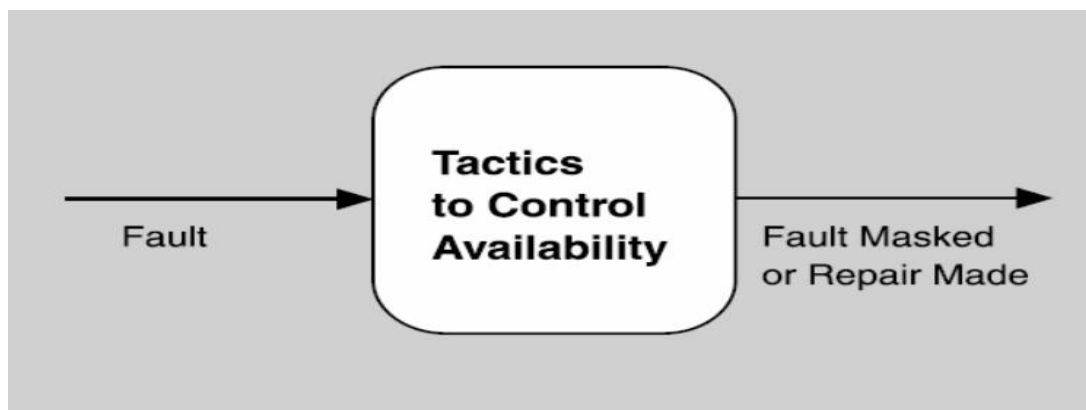 Fault
Tactics
to Control
Availability
Fault Masked
or Repair Made